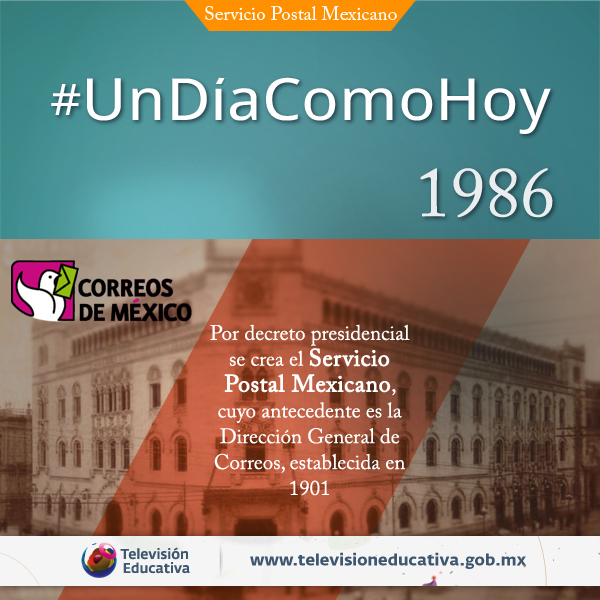 Servicio Postal Mexicano
#UnDíaComoHoy
1986
CORREOS
DE MÉXICO
Por decreto presidencial
se crea el Servicio
Postal Mexicano,
cuyo antecedente es la
Dirección General de
Correos, establecida en
1901
Televisión
Educativa
www.televisioneducativa.gob.mx